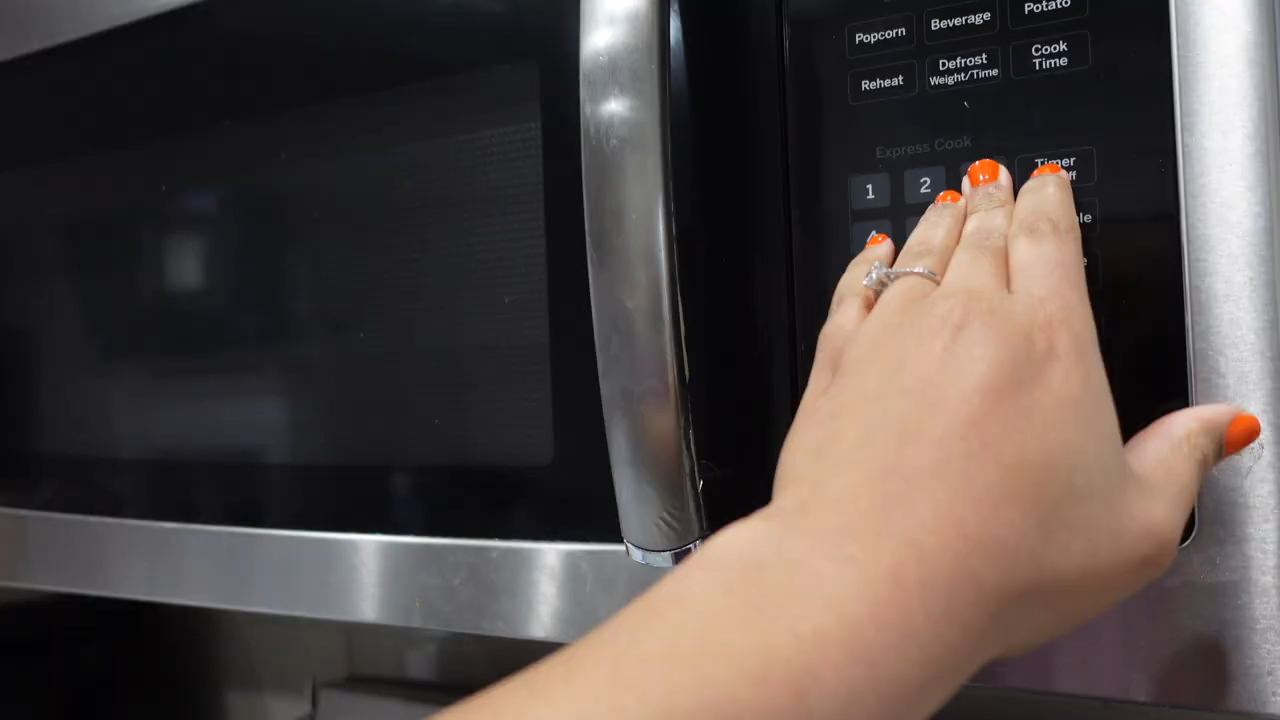 Popcorn
Beverage
Potato
Reheat
Defrost
Weight/Time
Cook
Time
Express Cook
1
2
Timer